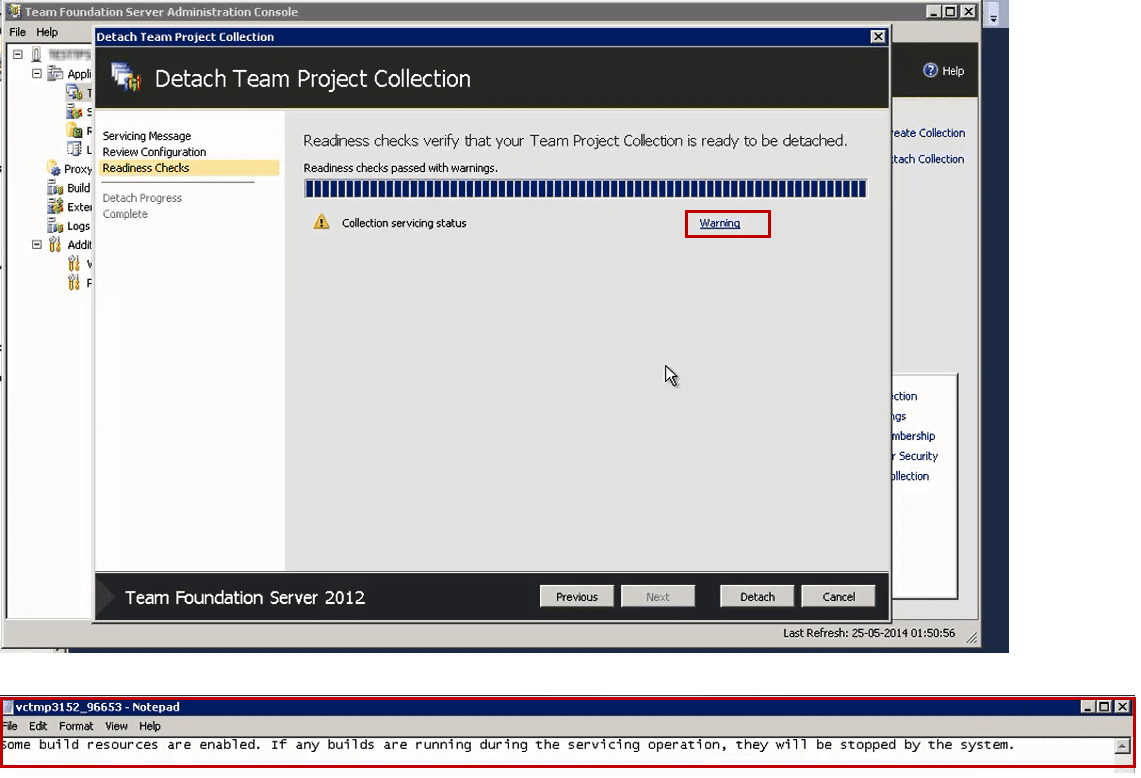 Team Foundation Server Administration Console
File Help
Detach Team Project Collection
Detach Team Project Collection
Help
Appli
Proxy
Build
Exter
Logs
Addit
Servicing Message
Review Configuration
Readiness Checks
Detach Progress
Complete
Readiness checks verify that your Team Project Collection is ready to be detached.
Readiness checks passed with warnings.
Collection servicing status Warning
reate Collection
tach Collection
ction
ngs
mbership
r Security
ollection
Team Foundation Server 2012
Previous Next Detach Cancel
Last Refresh: 25-05-2014 01:50:56
vctmp3152_96653 - Notepad
File Edit Format View Help
Some build resources are enabled. If any builds are running during the servicing operation, they will be stopped by the system.